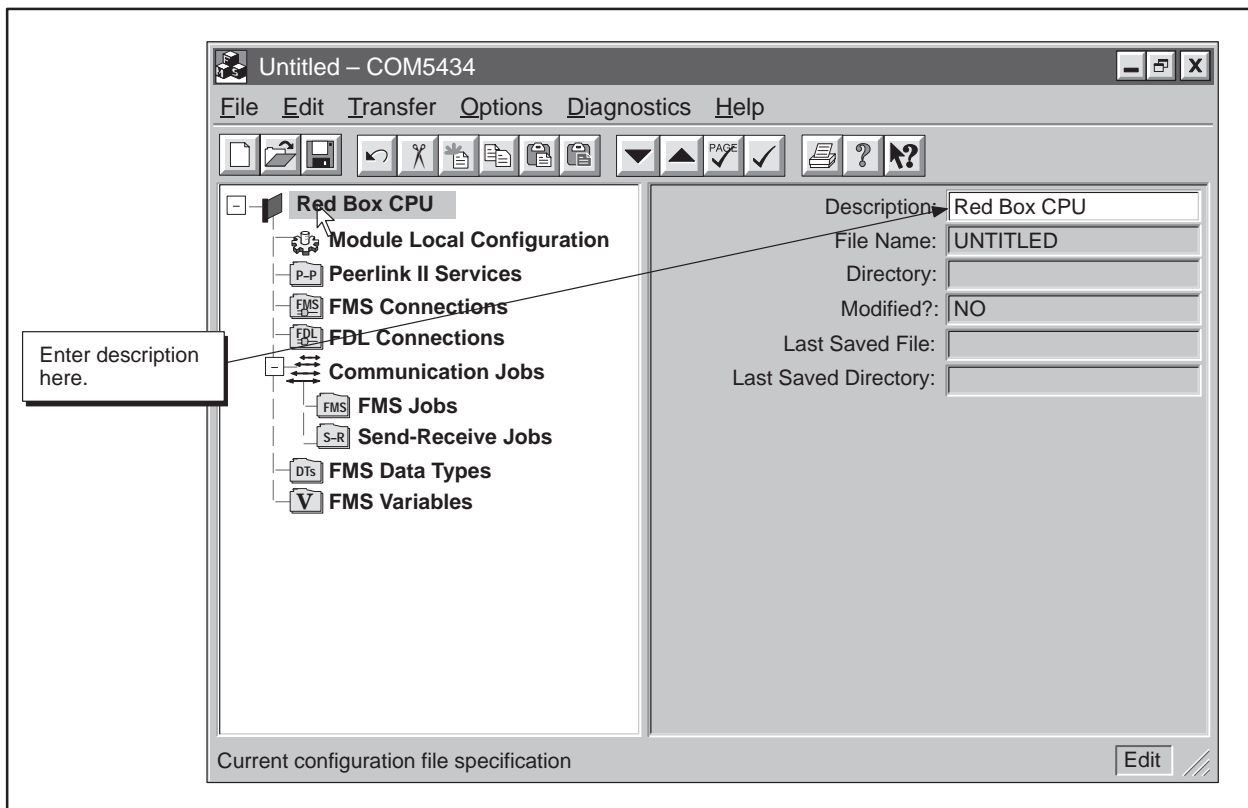 Untitled – COM5434
File Edit Transfer Options Diagnostics Help
PAGE
Red Box CPU
Module Local Configuration
P–P Peerlink II Services
FMS FMS Connections
FDL FDL Connections
Communication Jobs
FMS FMS Jobs
S–R Send-Receive Jobs
DTs FMS Data Types
V FMS Variables
Description: Red Box CPU
File Name: UNTITLED
Directory:
Modified?: NO
Last Saved File:
Last Saved Directory:
Enter description
here.
Current configuration file specification
Edit